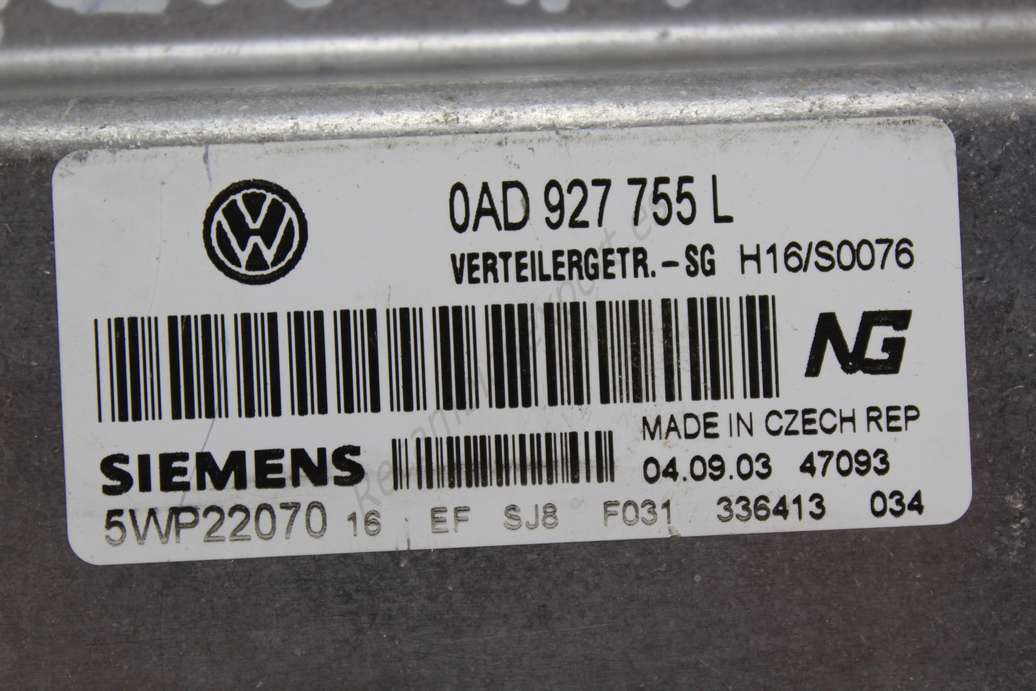 0AD 927 755 L
VERTEILERGETR.-SG H16/S0076
NG
MADE IN CZECH REP
SIEMENS 04.09.03 47093
5WP22070 16 EF SJ8 F031 336413 034